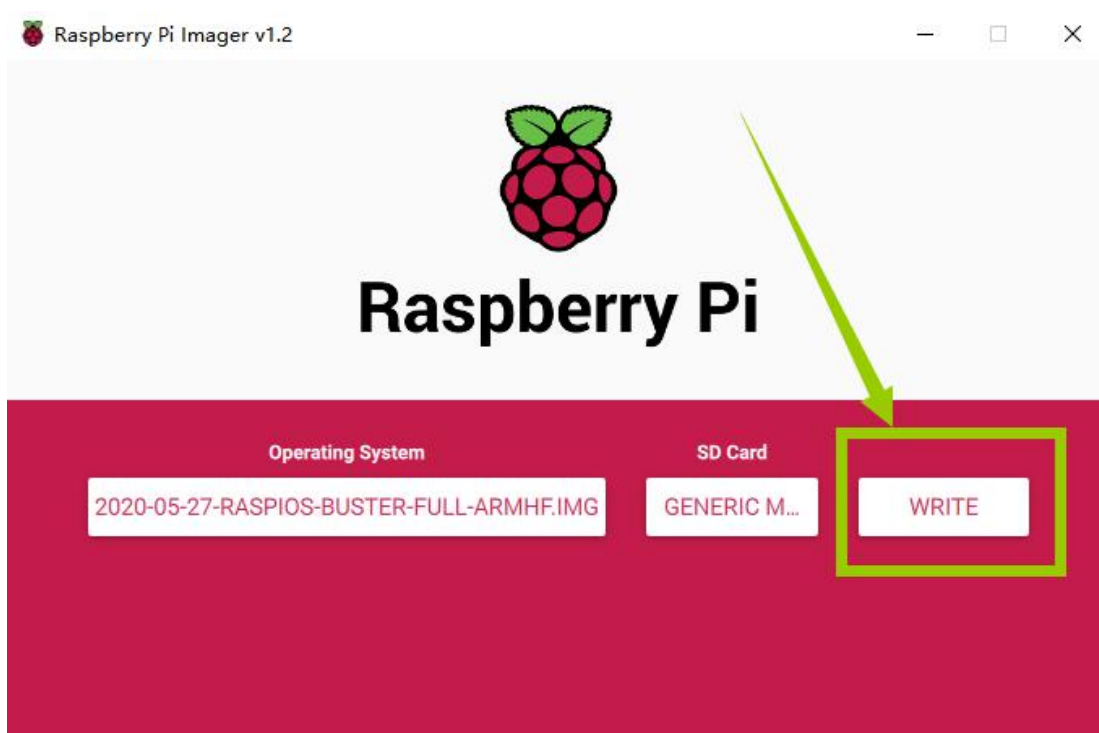 Raspberry Pi Imager v1.2
Raspberry Pi
Operating System
SD Card
2020-05-27-RASPIOS-BUSTER-FULL-ARMHF.IMG
GENERIC M...
WRITE